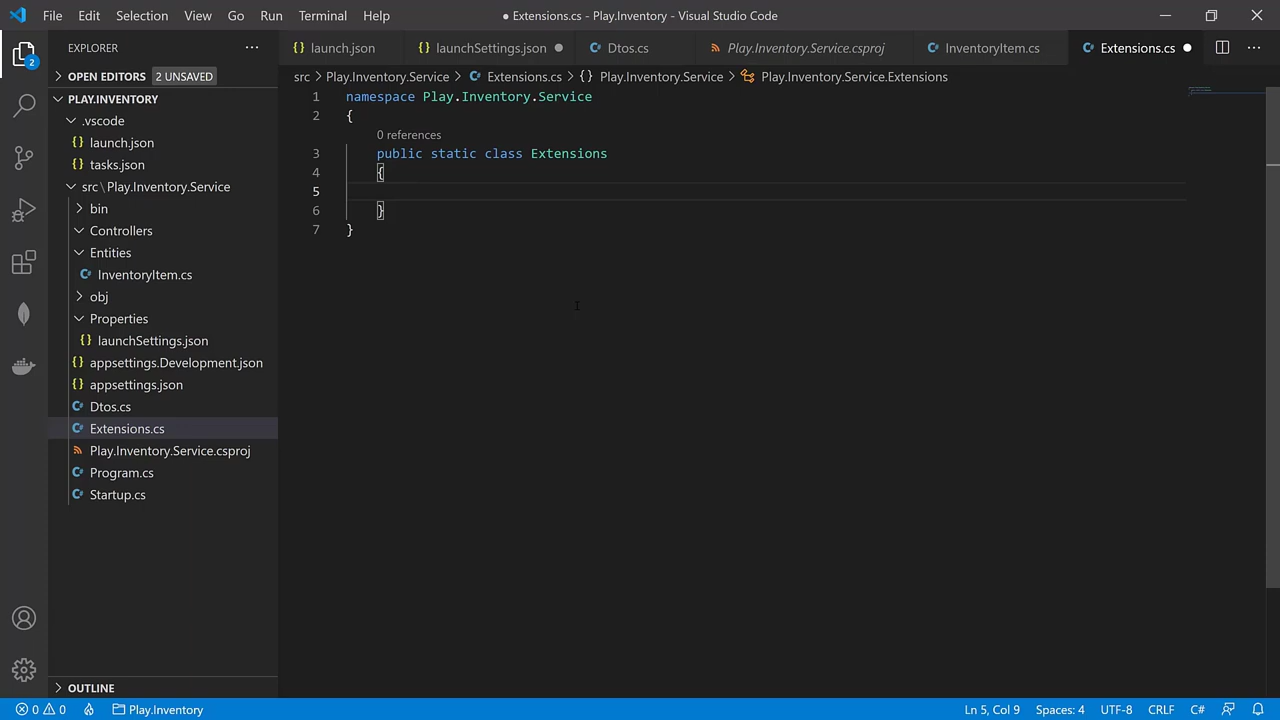 File Edit Selection View Go Run Terminal Help
● Extensions.cs - Play.Inventory - Visual Studio Code
EXPLORER ···
launch.json launchSettings.json Dtos.cs Play.Inventory.Service.csproj InventoryItem.cs Extensions.cs
OPEN EDITORS 2 UNSAVED
src > Play.Inventory.Service > Extensions.cs > {} Play.Inventory.Service > Play.Inventory.Service.Extensions
2
PLAY.INVENTORY
.vscode
{} launch.json
{} tasks.json
src\Play.Inventory.Service
bin
Controllers
Entities
InventoryItem.cs
obj
Properties
{} launchSettings.json
{} appsettings.Development.json
{} appsettings.json
Dtos.cs
Extensions.cs
Play.Inventory.Service.csproj
Program.cs
Startup.cs
OUTLINE
1 namespace Play.Inventory.Service
2 {
0 references
3 public static class Extensions
4 {
5
6 }
7 }
0 0 Play.Inventory
Ln 5, Col 9 Spaces: 4 UTF-8 CRLF C#